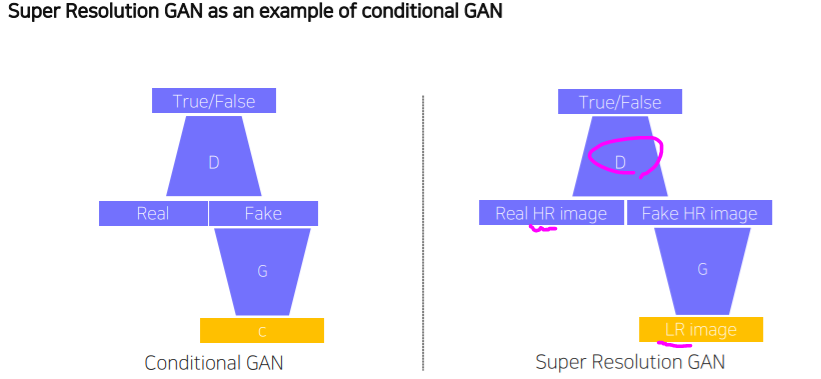 Super Resolution GAN as an example of conditional GAN
True/False
D
Real
Fake
G
c
Conditional GAN
True/False
D
Real HR image
Fake HR image
G
LR image
Super Resolution GAN